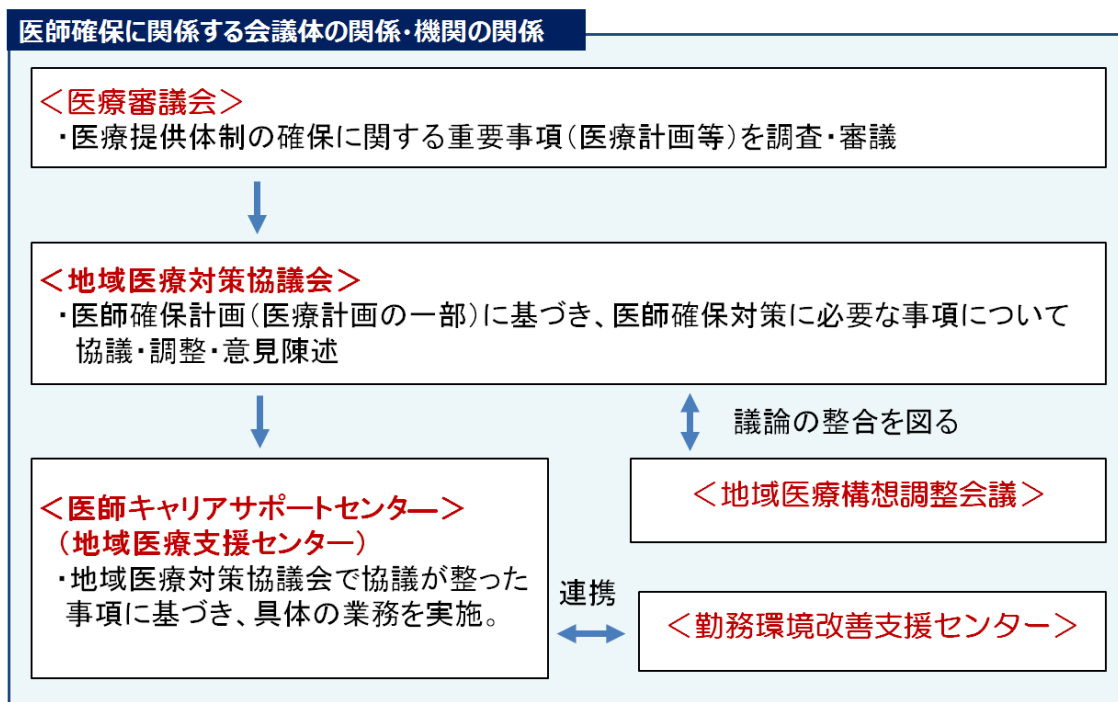 医師確保に関係する会議体の関係・機関の関係
＜医療審議会＞
・医療提供体制の確保に関する重要事項（医療計画等）を調査・審議
＜地域医療対策協議会＞
・医師確保計画（医療計画の一部）に基づき、医師確保対策に必要な事項について
協議・調整・意見陳述
議論の整合を図る
＜医師キャリアサポートセンター＞
（地域医療支援センター）
・地域医療対策協議会で協議が整った
事項に基づき、具体の業務を実施。
＜地域医療構想調整会議＞
連携
＜勤務環境改善支援センター＞